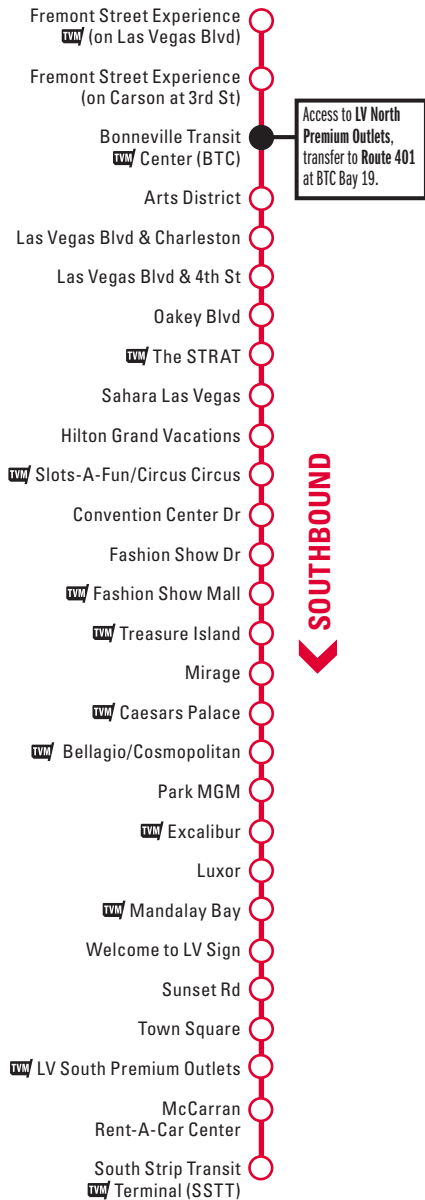 Fremont Street Experience
TVM (on Las Vegas Blvd)
Fremont Street Experience
(on Carson at 3rd St)
Bonneville Transit
TVM Center (BTC)
Access to LV North
Premium Outlets,
transfer to Route 401
at BTC Bay 19.
Arts District
Las Vegas Blvd & Charleston
Las Vegas Blvd & 4th St
Oakey Blvd
TVM The STRAT
Sahara Las Vegas
Hilton Grand Vacations
TVM Slots-A-Fun/Circus Circus
Convention Center Dr
Fashion Show Dr
TVM Fashion Show Mall
TVM Treasure Island
Mirage
TVM Caesars Palace
TVM Bellagio/Cosmopolitan
Park MGM
TVM Excalibur
Luxor
TVM Mandalay Bay
Welcome to LV Sign
Sunset Rd
Town Square
TVM LV South Premium Outlets
McCarran
Rent-A-Car Center
South Strip Transit
TVM Terminal (SSTT)
SOUTHBOUND